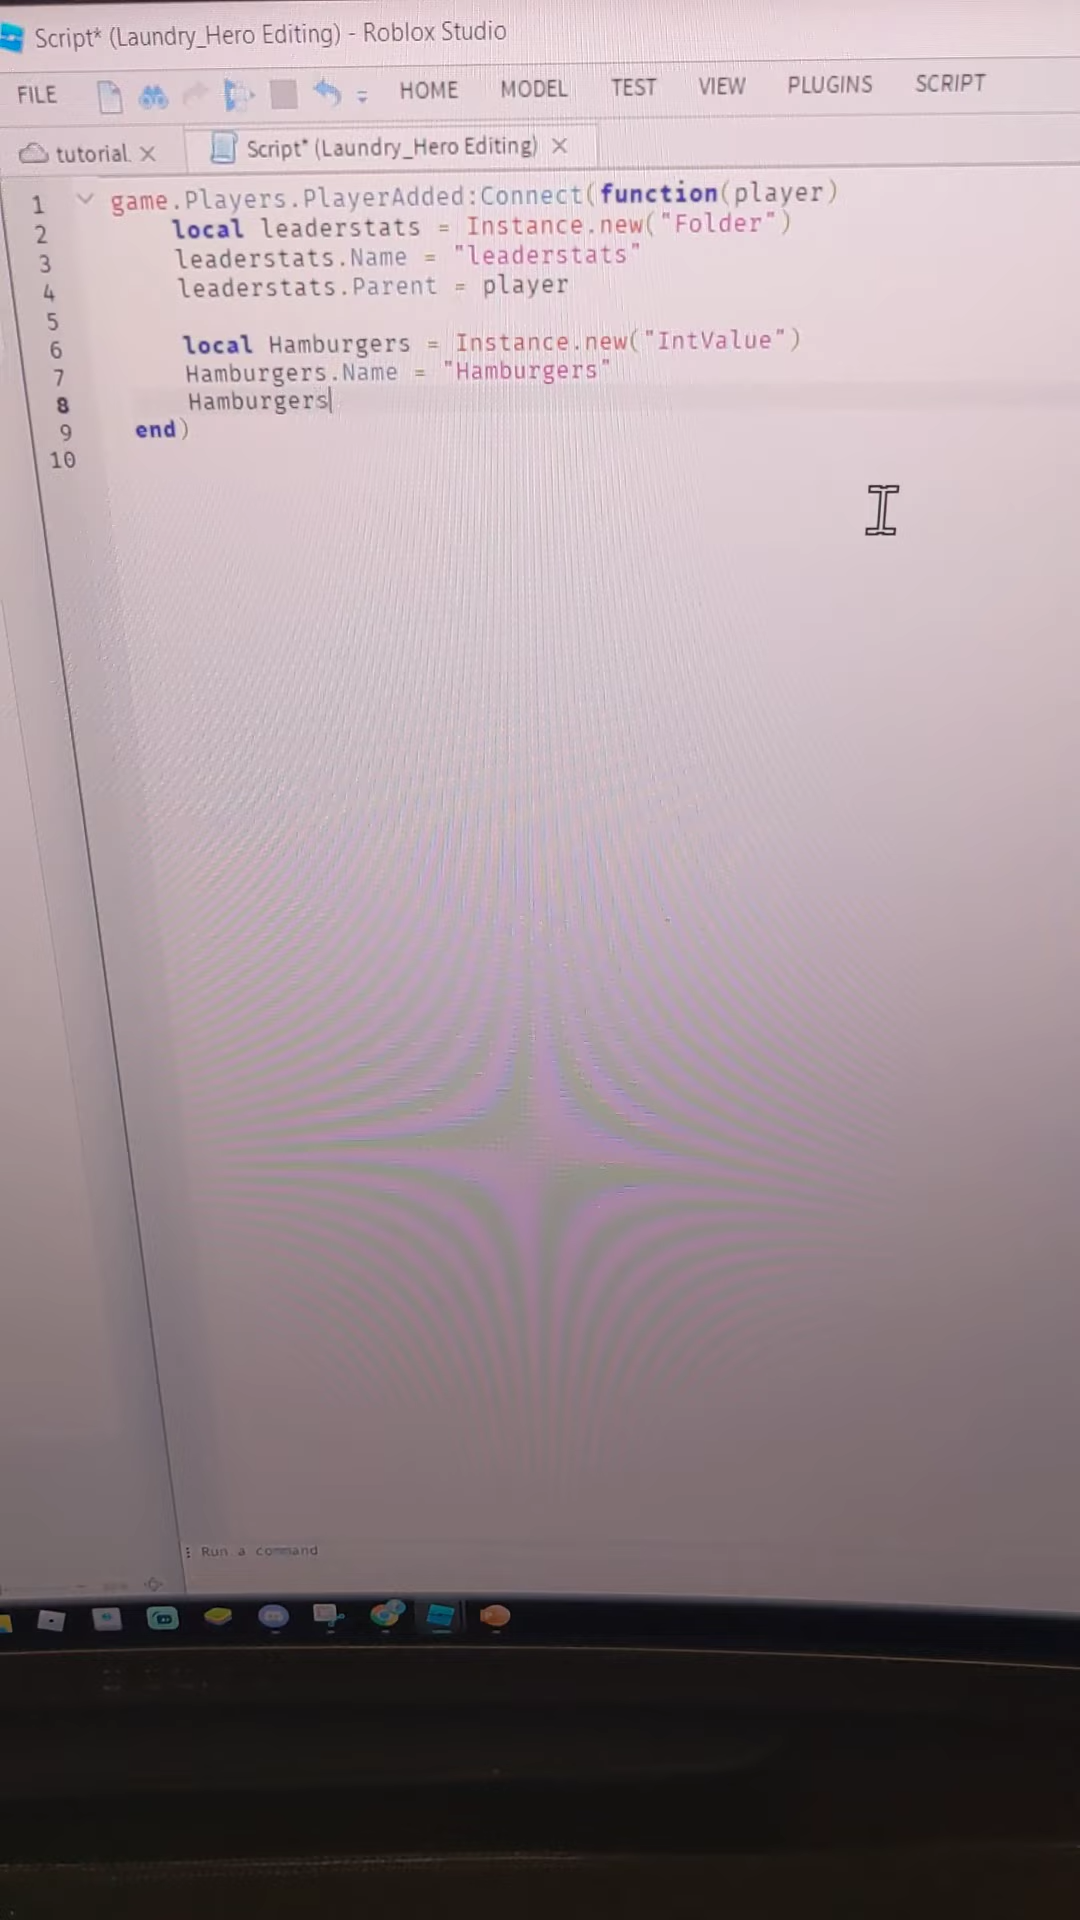 Script* (Laundry_Hero Editing) - Roblox Studio
FILE HOME MODEL TEST VIEW PLUGINS SCRIPT
tutorial. Script* (Laundry_Hero Editing)
1 game.Players.PlayerAdded:Connect(function(player)
2 local leaderstats = Instance.new("Folder")
3 leaderstats.Name = "leaderstats"
4 leaderstats.Parent = player
5
6 local Hamburgers = Instance.new("IntValue")
7 Hamburgers.Name = "Hamburgers"
8 Hamburgers
9 end)
10
Run a command